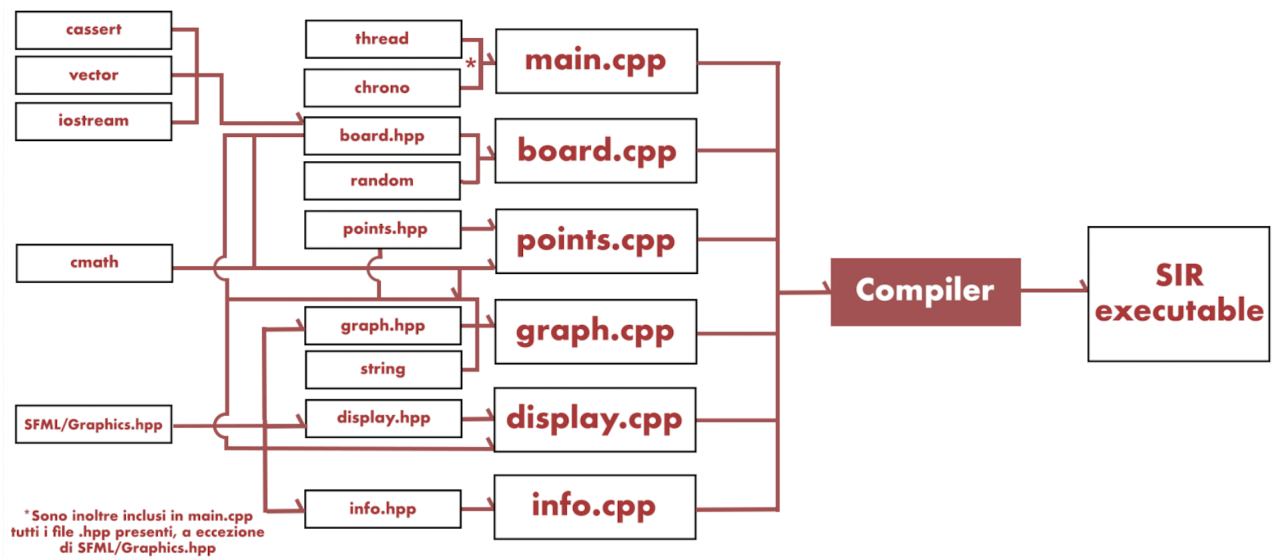 cassert
vector
iostream
cmath
SFML/Graphics.hpp
thread
*
chrono
board.hpp
random
points.hpp
graph.hpp
string
display.hpp
info.hpp
main.cpp
board.cpp
points.cpp
graph.cpp
display.cpp
info.cpp
Compiler
SIR
executable
*Sono inoltre inclusi in main.cpp
tutti i file .hpp presenti, a eccezione
di SFML/Graphics.hpp